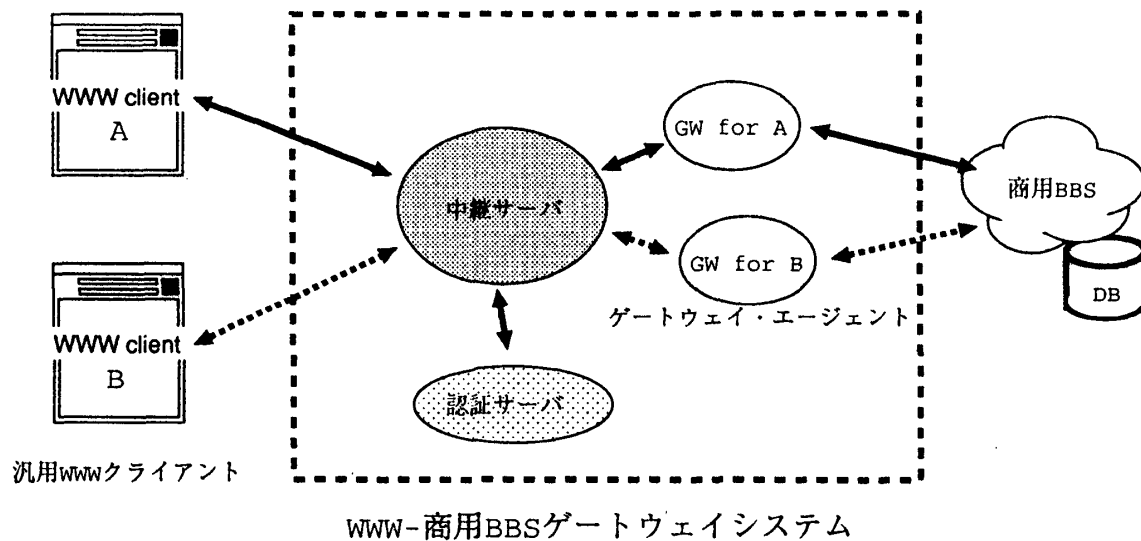 WWW client
A
WWW client
B
汎用WWWクライアント
中継サーバ
認証サーバ
GW for A
GW for B
ゲートウェイ・エージェント
商用BBS
DB
WWW-商用BBSゲートウェイシステム